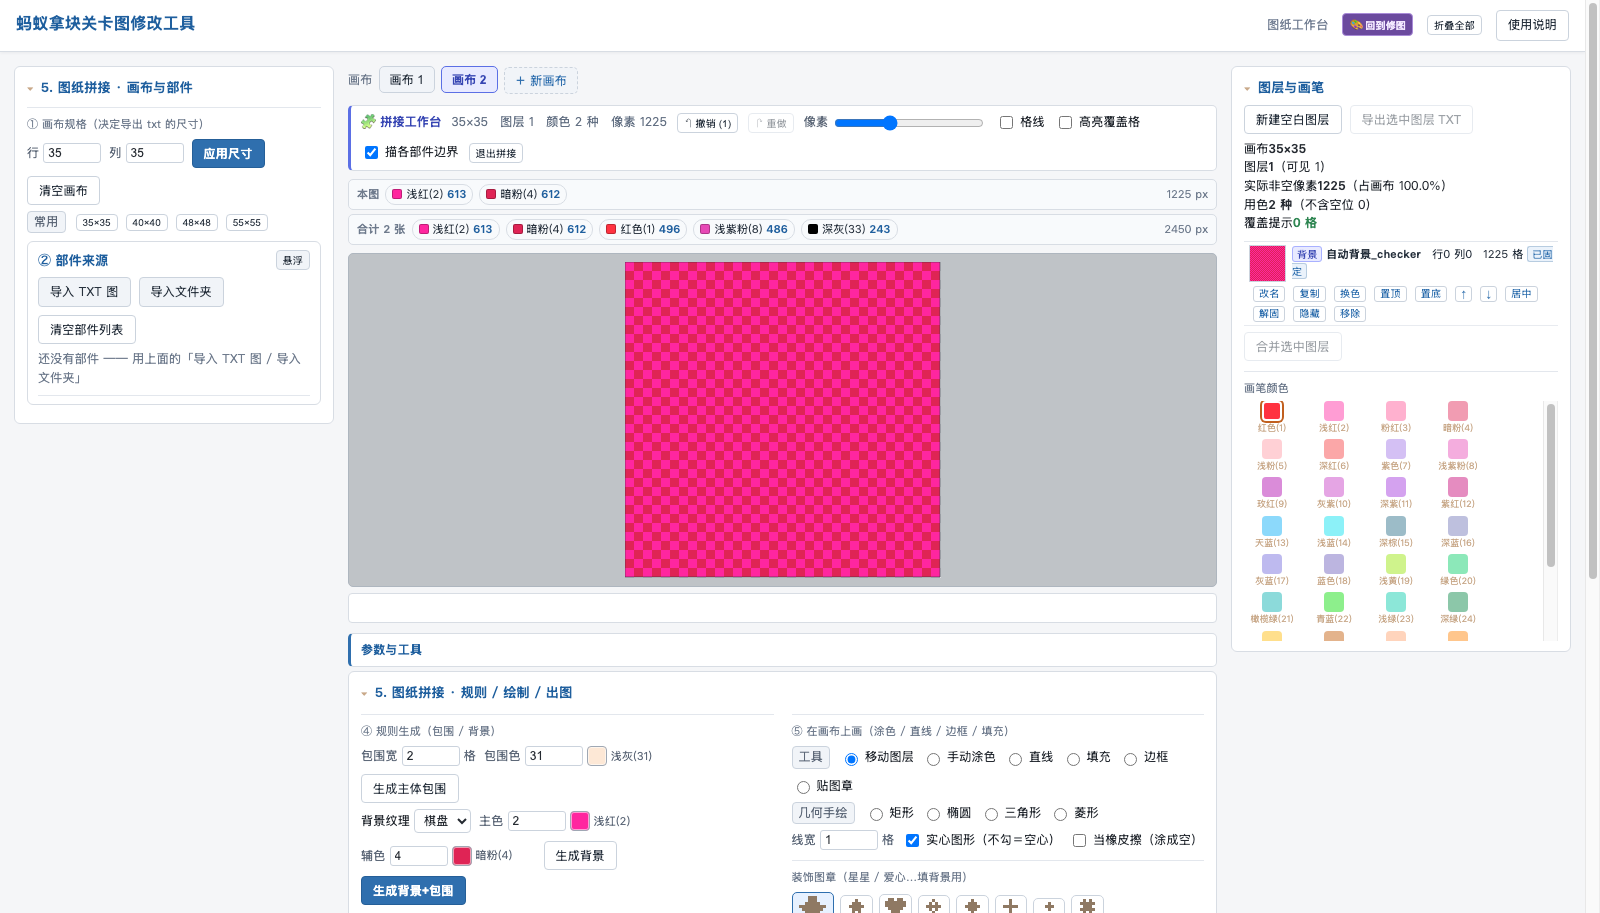 蚂蚁拿块关卡图修改工具
图纸工作台 回到修图 折叠全部 使用说明
5. 图纸拼接 · 画布与部件
① 画布规格（决定导出 txt 的尺寸）
行 35 列 35 应用尺寸
清空画布
常用 35×35 40×40 48×48 55×55
② 部件来源 悬浮
导入 TXT 图 导入文件夹
清空部件列表
还没有部件 —— 用上面的「导入 TXT 图 / 导入
文件夹」
画布 画布 1 画布 2 + 新画布
拼接工作台 35×35 图层 1 颜色 2 种 像素 1225 撤销 (1) 重做 像素 格线 高亮覆盖格
描各部件边界 退出拼接
本图 浅红(2) 613 暗粉(4) 612 1225 px
合计 2 张 浅红(2) 613 暗粉(4) 612 红色(1) 496 浅紫粉(8) 486 深灰(33) 243 2450 px
参数与工具
5. 图纸拼接 · 规则 / 绘制 / 出图
④ 规则生成（包围 / 背景）
包围宽 2 格 包围色 31 浅灰(31)
生成主体包围
背景纹理 棋盘 主色 2 浅红(2)
辅色 4 暗粉(4) 生成背景
生成背景+包围
⑤ 在画布上画（涂色 / 直线 / 边框 / 填充）
工具 移动图层 手动涂色 直线 填充 边框
贴图章
几何手绘 矩形 椭圆 三角形 菱形
线宽 1 格 实心图形（不勾＝空心） 当橡皮擦（涂成空）
装饰图章（星星 / 爱心…填背景用）
图层与画笔
新建空白图层 导出选中图层 TXT
画布35×35
图层1（可见 1）
实际非空像素1225（占画布 100.0%）
用色2 种（不含空位 0）
覆盖提示0 格
背景 自动背景_checker 行0 列0 1225 格 已固
定
改名 复制 换色 置顶 置底 ↑ ↓ 居中
解固 隐藏 移除
合并选中图层
画笔颜色
红色(1) 浅红(2) 粉红(3) 暗粉(4)
浅粉(5) 深红(6) 紫色(7) 浅紫粉(8)
玫红(9) 灰紫(10) 深紫(11) 紫红(12)
天蓝(13) 浅蓝(14) 深棕(15) 深蓝(16)
灰蓝(17) 蓝色(18) 浅黄(19) 绿色(20)
橄榄绿(21) 青蓝(22) 浅绿(23) 深绿(24)